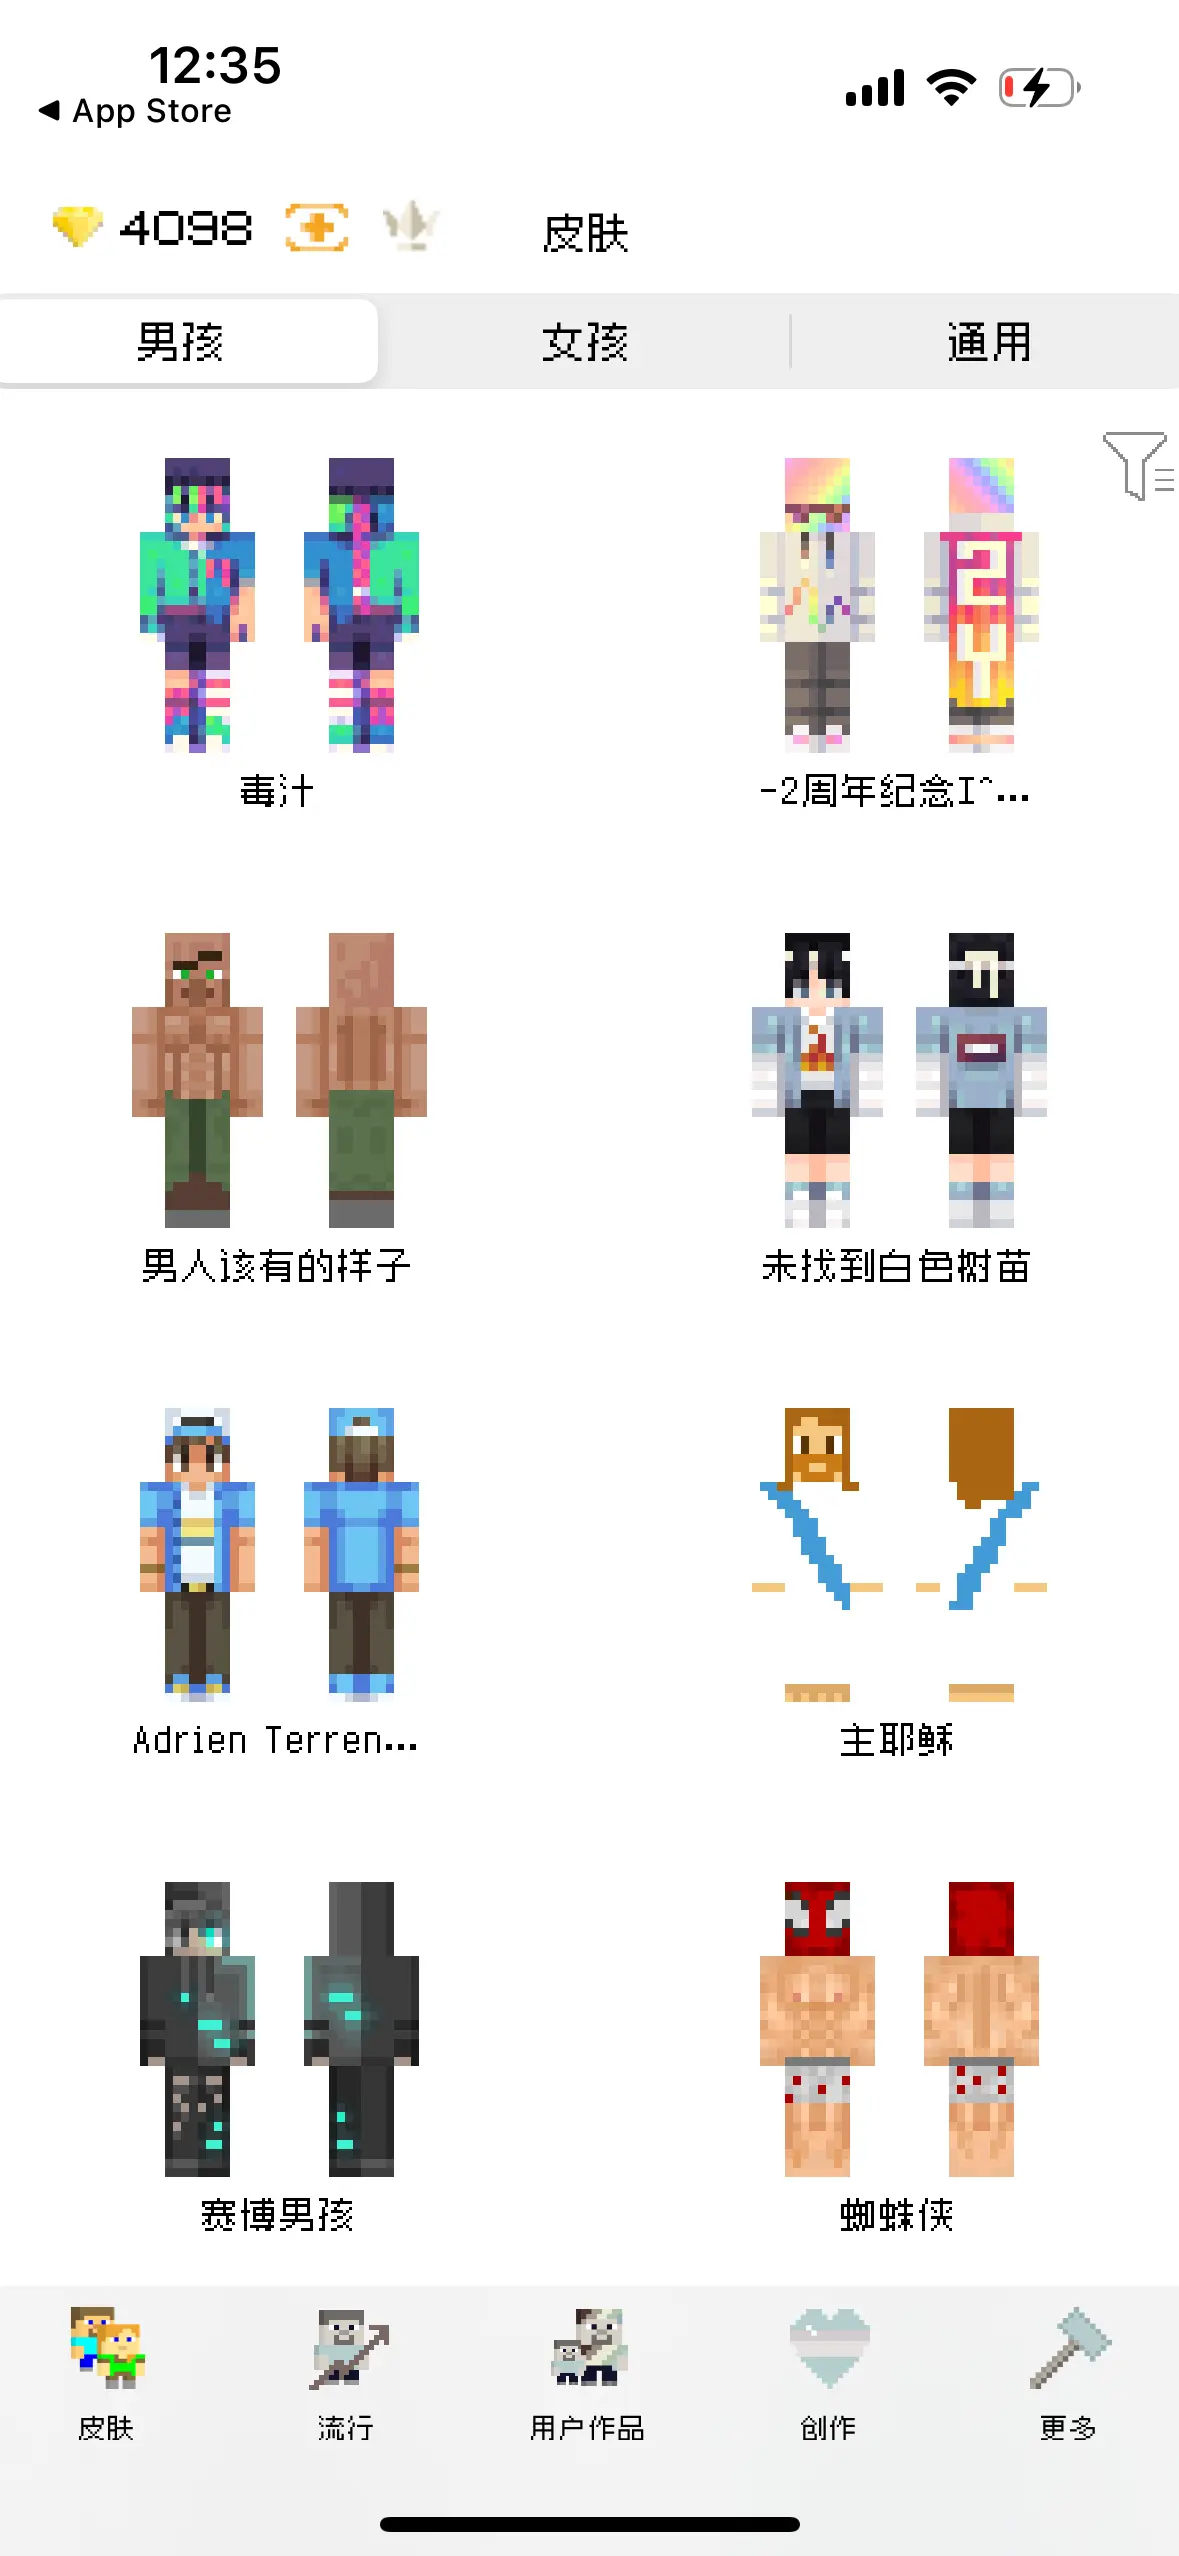 12:35
App Store
4098
皮肤
男孩
女孩
通用
毒汁
-2周年纪念I^...
男人该有的样子
未找到白色树苗
Adrien Terren...
主耶稣
赛博男孩
蜘蛛侠
皮肤
流行
用户作品
创作
更多